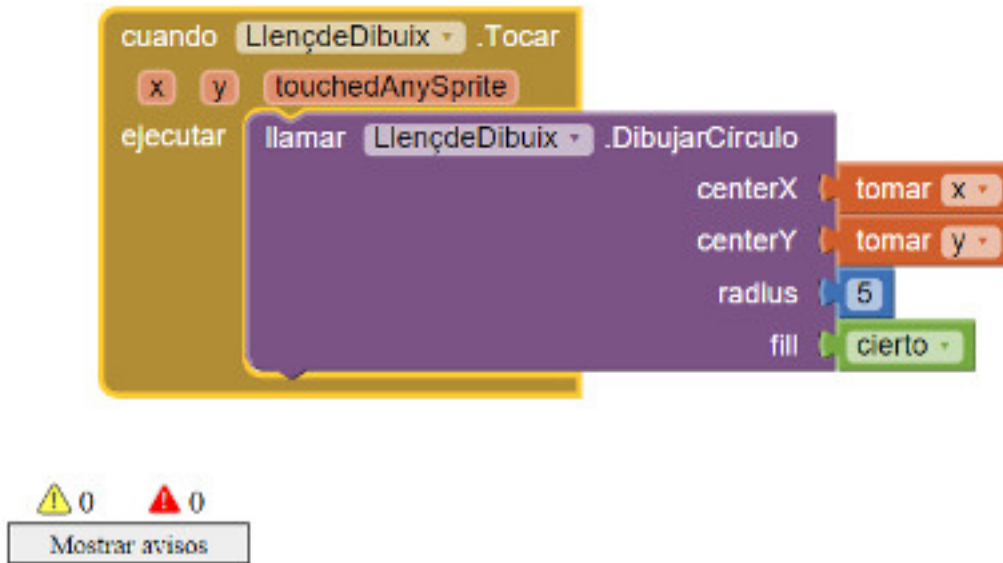 cuando LlençdeDibuix .Tocar
x y touchedAnySprite
ejecutar llamar LlençdeDibuix .DibujarCírculo
centerX tomar x
centerY tomar y
radius 5
fill cierto
0 0
Mostrar avisos